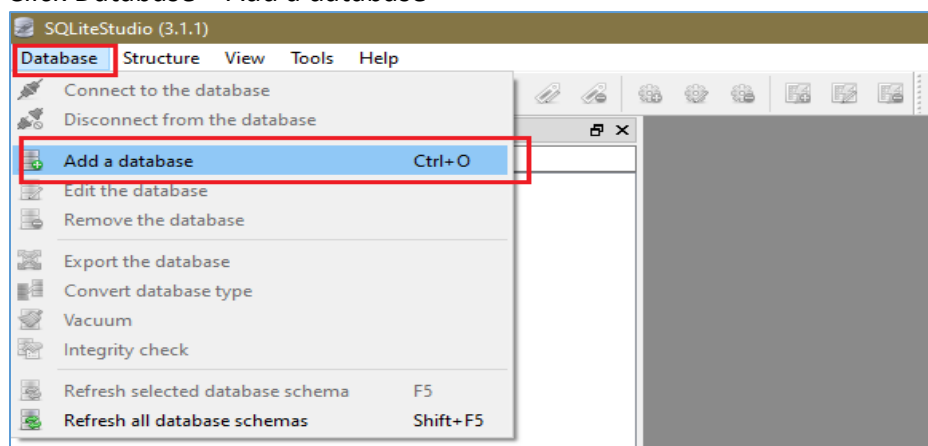 SQLiteStudio (3.1.1)
Database Structure View Tools Help
Connect to the database
Disconnect from the database
Add a database Ctrl+O
Edit the database
Remove the database
Export the database
Convert database type
Vacuum
Integrity check
Refresh selected database schema F5
Refresh all database schemas Shift+F5